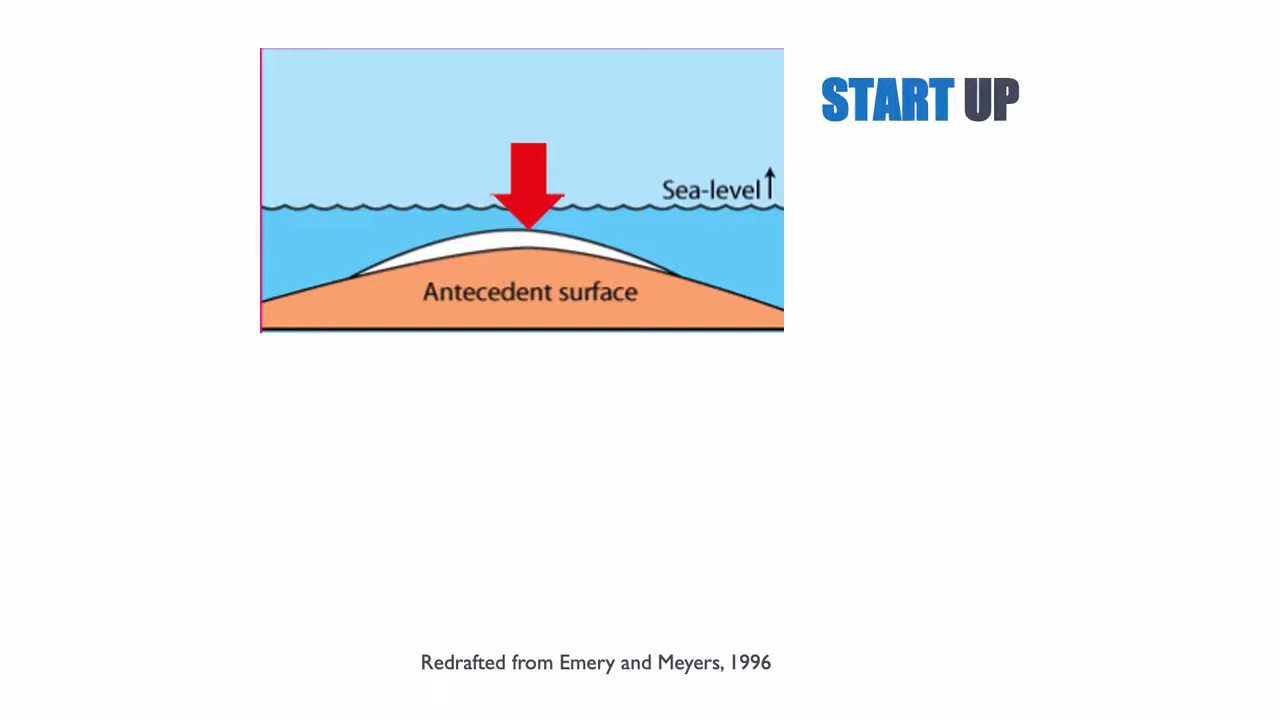 START UP
Sea-level
Antecedent surface
Redrafted from Emery and Meyers, 1996